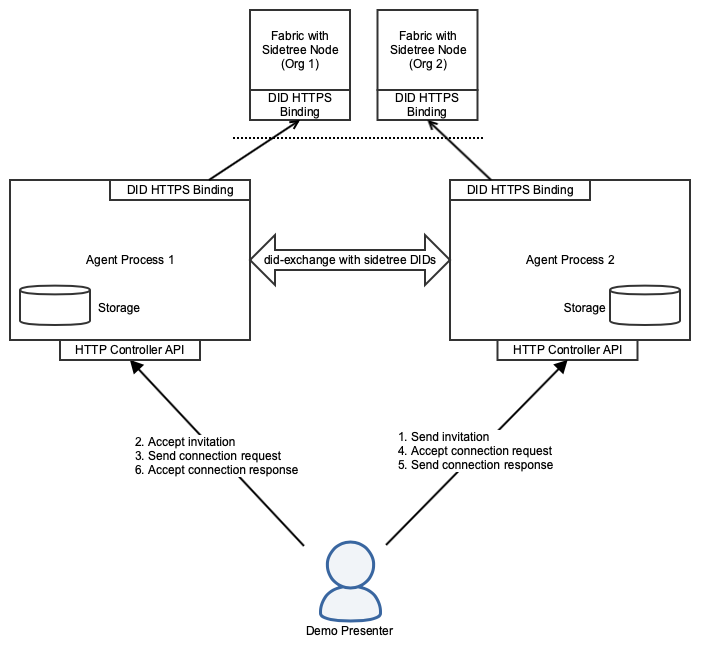 Fabric with
Sidetree Node
(Org 1)
DID HTTPS
Binding
Fabric with
Sidetree Node
(Org 2)
DID HTTPS
Binding
DID HTTPS Binding
Agent Process 1
Storage
HTTP Controller API
did-exchange with sidetree DIDs
DID HTTPS Binding
Agent Process 2
Storage
HTTP Controller API
2. Accept invitation
3. Send connection request
6. Accept connection response
1. Send invitation
4. Accept connection request
5. Send connection response
Demo Presenter